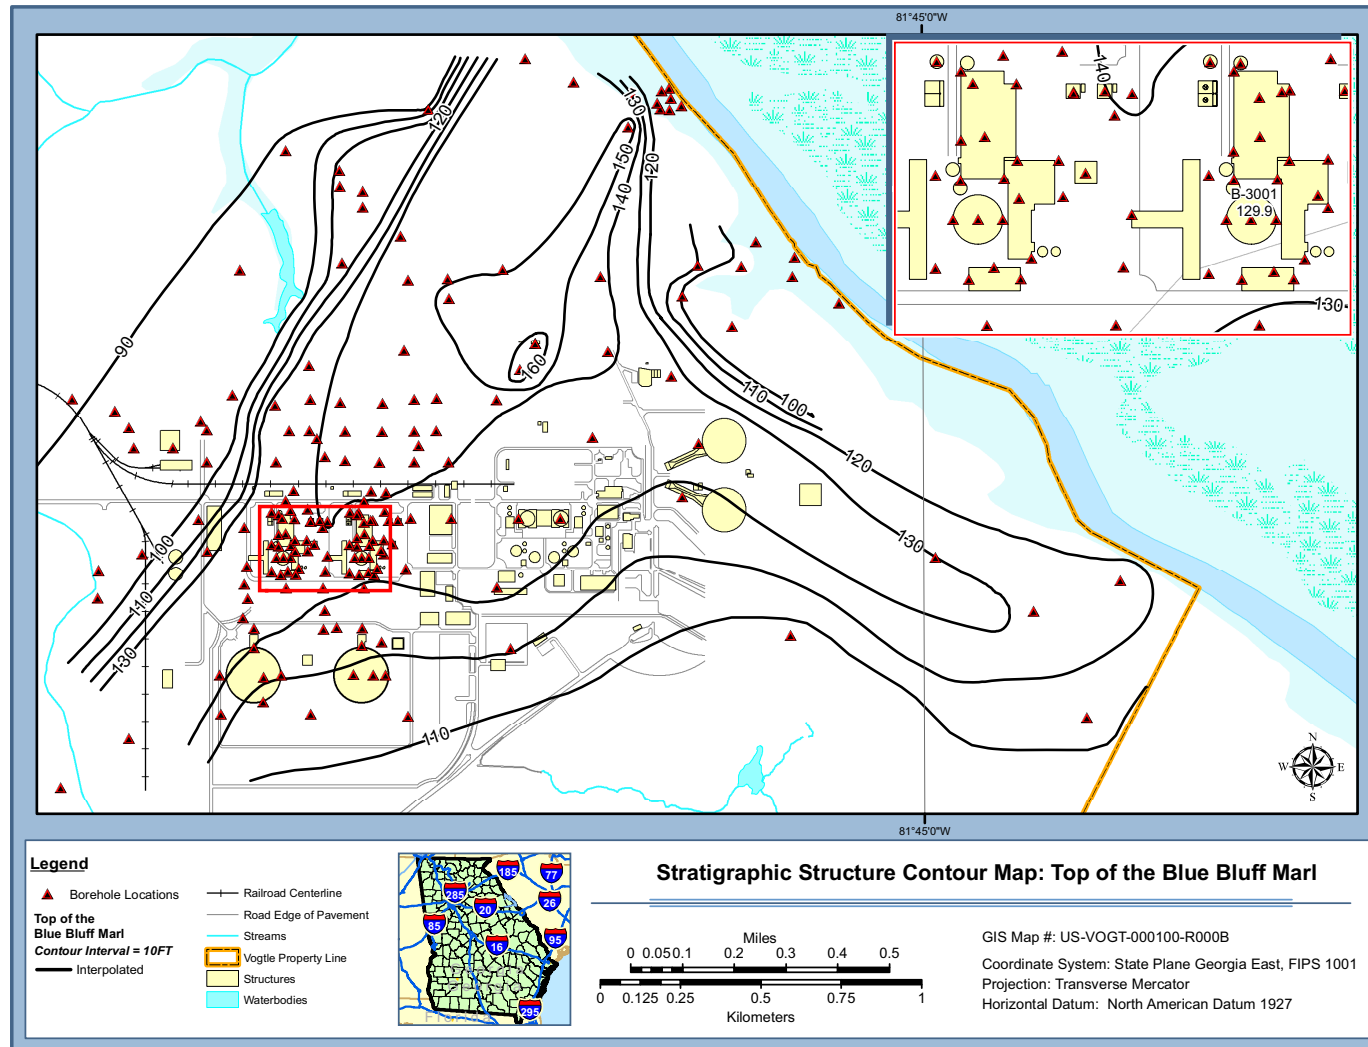 81°45'0"W
90
120
130
150
140
120
160
110
100
120
130
100
110
130
110
140
B-3001
129.9
130
N
W
E
S
81°45'0"W
Legend
Borehole Locations
Top of the
Blue Bluff Marl
Contour Interval = 10FT
Interpolated
Railroad Centerline
Road Edge of Pavement
Streams
Vogtle Property Line
Structures
Waterbodies
185
77
285
26
20
85
16
95
295
Stratigraphic Structure Contour Map: Top of the Blue Bluff Marl
Miles
0 0.05 0.1 0.2 0.3 0.4 0.5
0 0.125 0.25 0.5 0.75 1
Kilometers
GIS Map #: US-VOGT-000100-R000B
Coordinate System: State Plane Georgia East, FIPS 1001
Projection: Transverse Mercator
Horizontal Datum: North American Datum 1927